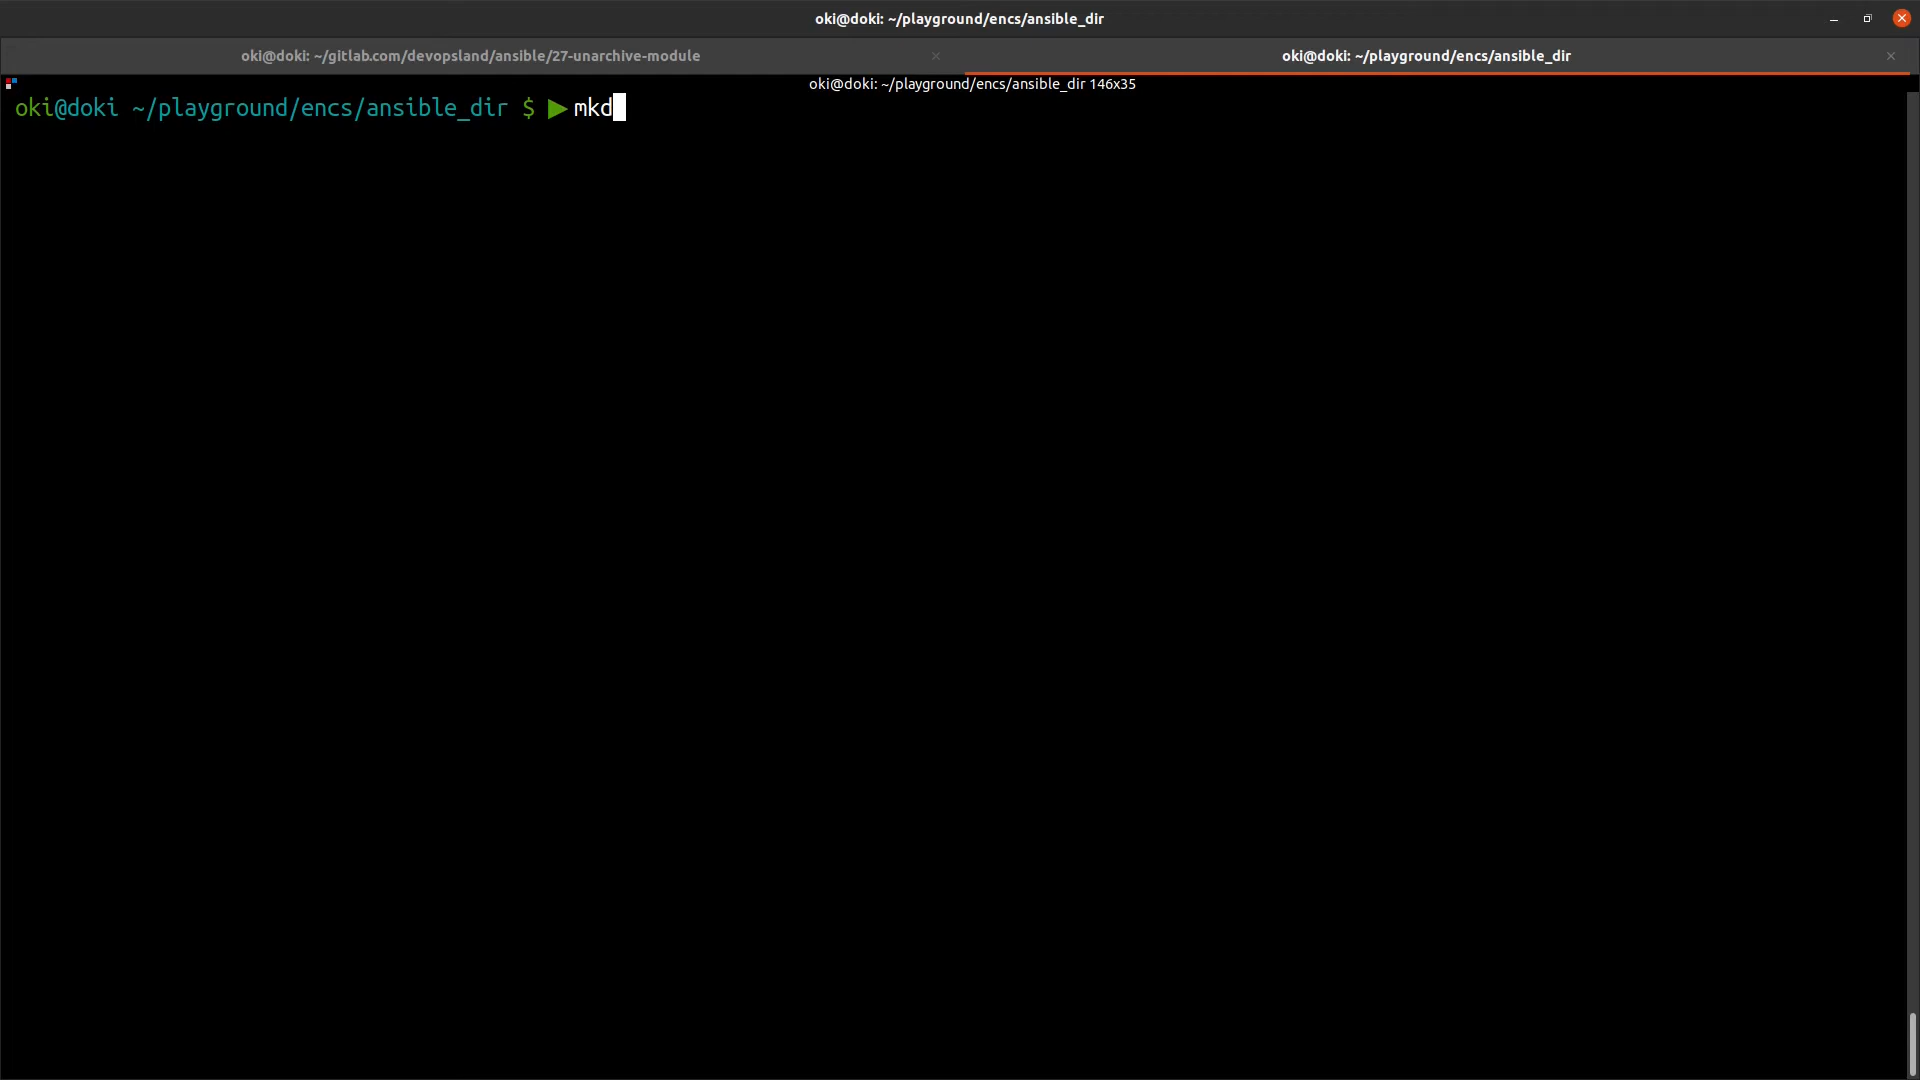 oki@doki: ~/playground/encs/ansible_dir
oki@doki: ~/gitlab.com/devopsland/ansible/27-unarchive-module
oki@doki: ~/playground/encs/ansible_dir
oki@doki: ~/playground/encs/ansible_dir 146x35
oki@doki ~/playground/encs/ansible_dir $ ▶mkd